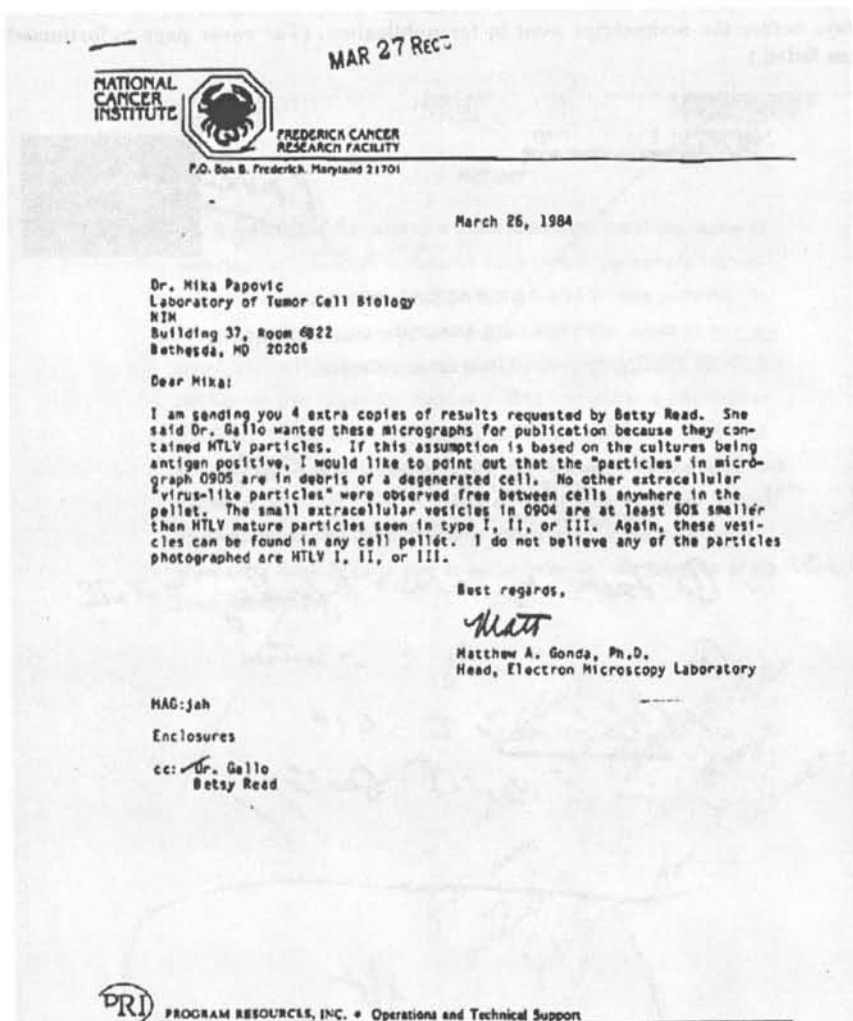 MAR 27 REC'D
NATIONAL
CANCER
INSTITUTE
FREDERICK CANCER
RESEARCH FACILITY
P.O. Box B, Frederick, Maryland 21701
March 26, 1984
Dr. Mika Papovic
Laboratory of Tumor Cell Biology
NIH
Building 37, Room 6B22
Bethesda, MD 20205
Dear Mika:
I am sending you 4 extra copies of results requested by Betsy Read. She
said Dr. Gallo wanted these micrographs for publication because they con-
tained HTLV particles. If this assumption is based on the cultures being
antigen positive, I would like to point out that the "particles" in micro-
graph 0905 are in debris of a degenerated cell. No other extracellular
"virus-like particles" were observed free between cells anywhere in the
pellet. The small extracellular vesicles in 0904 are at least 50% smaller
than HTLV mature particles seen in type I, II, or III. Again, these vesi-
cles can be found in any cell pellet. I do not believe any of the particles
photographed are HTLV I, II, or III.
Best regards,
Matt
Matthew A. Gonda, Ph.D.
Head, Electron Microscopy Laboratory
MAG:jah
Enclosures
cc: Dr. Gallo
Betsy Read
PRI PROGRAM RESOURCES, INC. • Operations and Technical Support